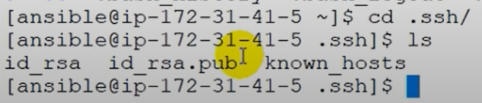 [ansible@ip-172-31-41-5 ~]$ cd .ssh/
[ansible@ip-172-31-41-5 .ssh]$ ls
id_rsa  id_rsa.pub  known_hosts
[ansible@ip-172-31-41-5 .ssh]$